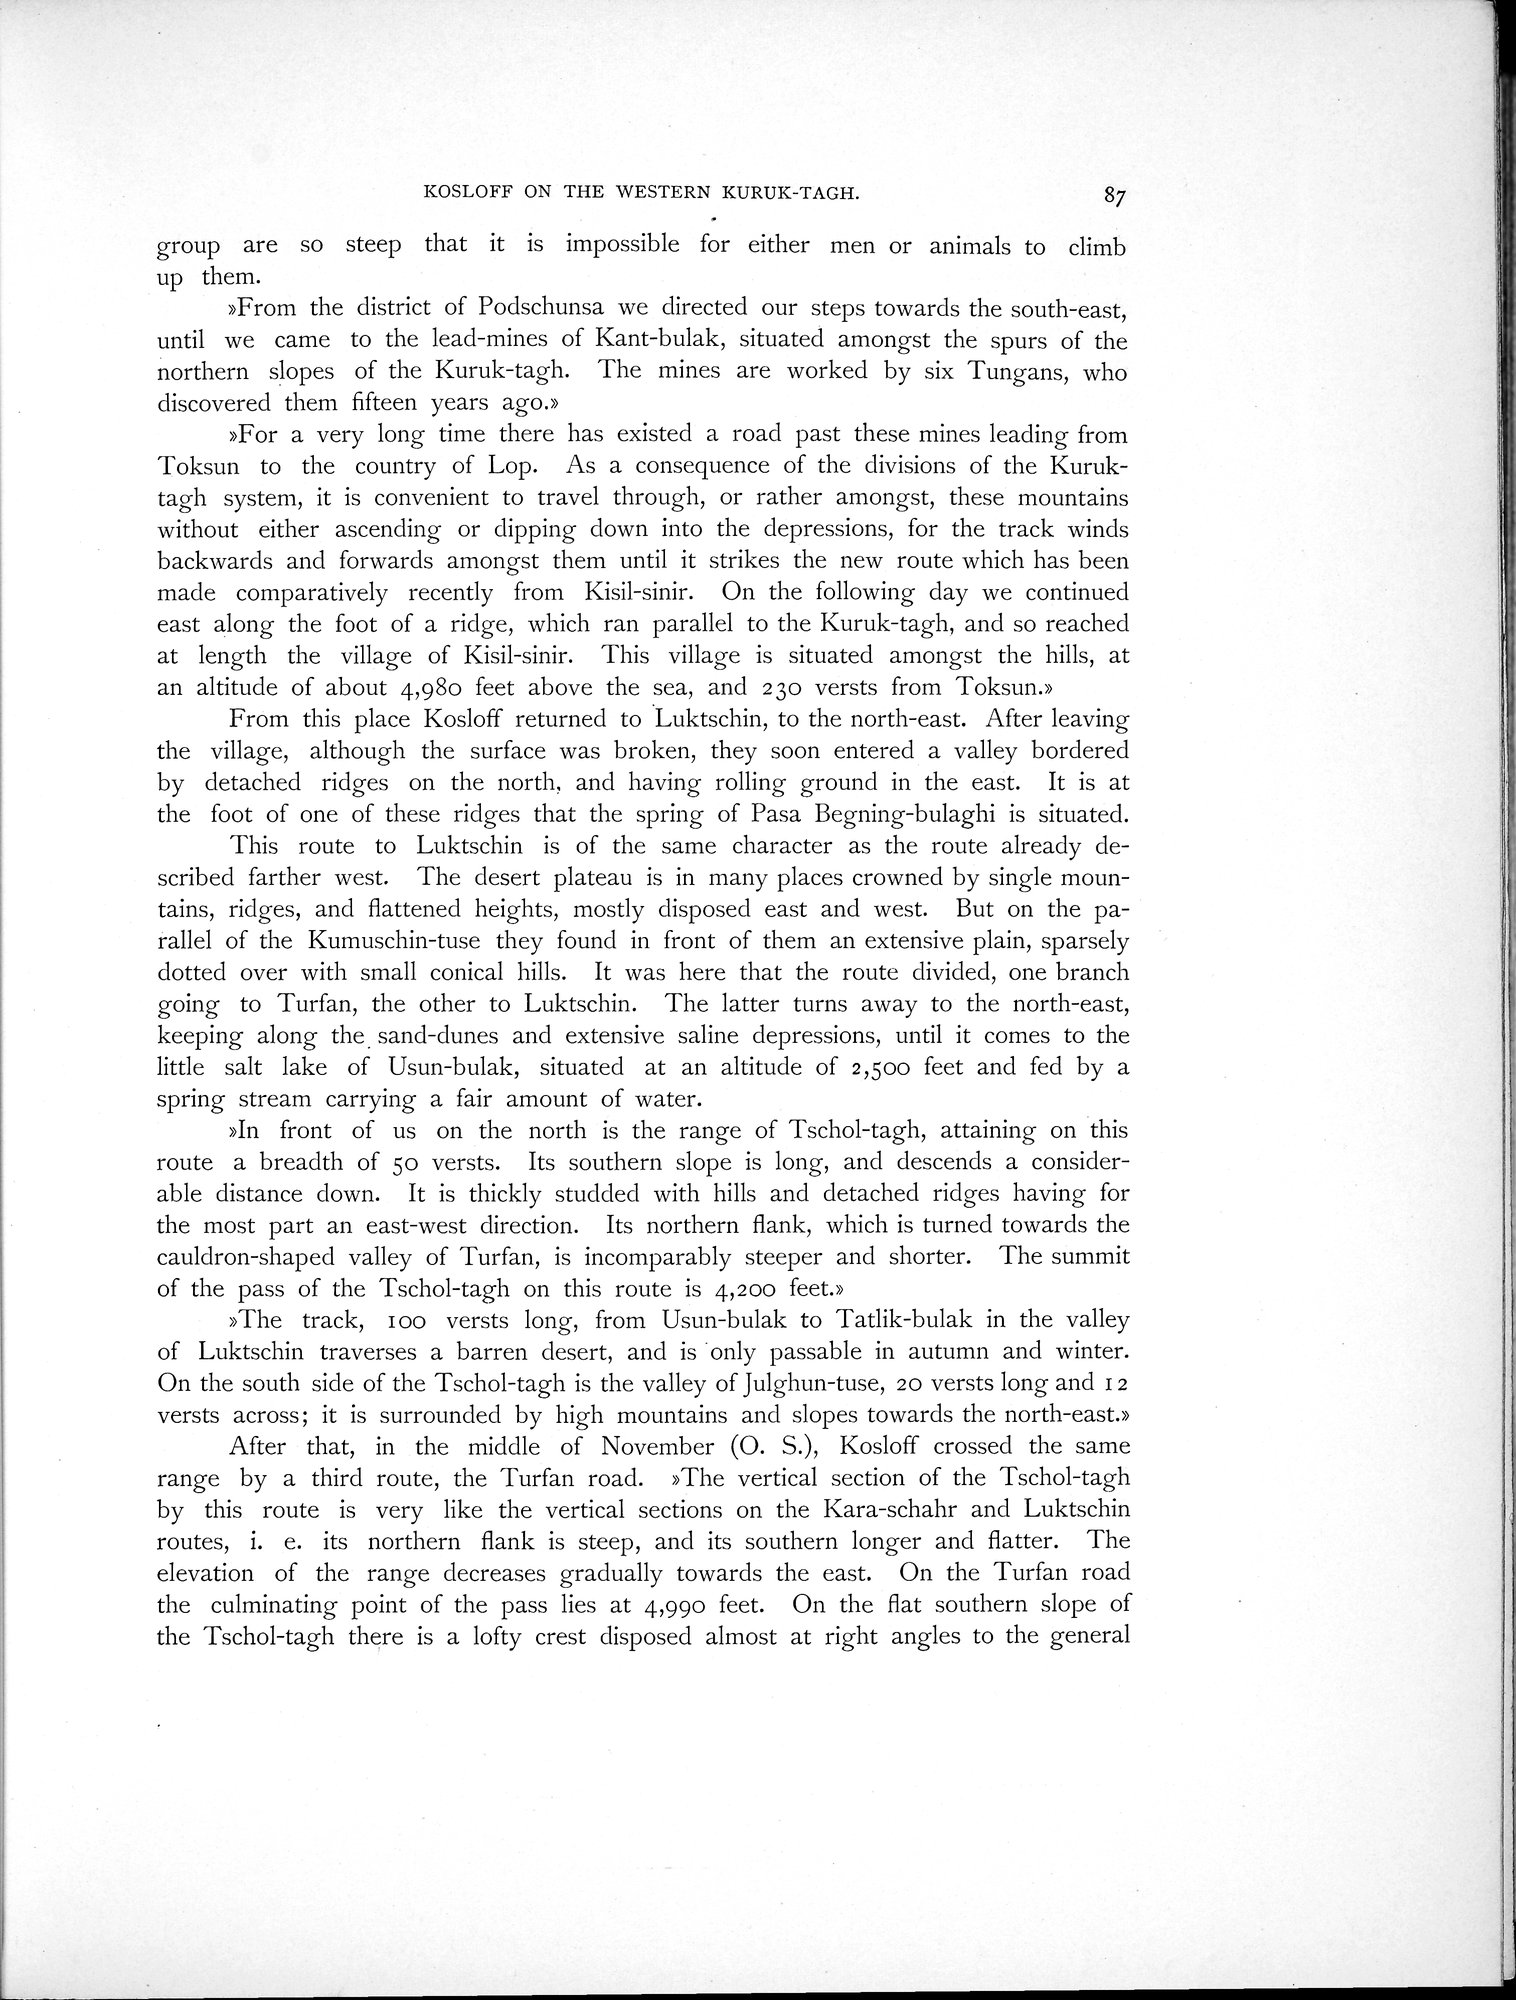 KOSLOFF ON THE WESTERN KURUK-TAGH. 87
group are so steep that it is impossible for either men or animals to climb
up them.
»From the district of Podschunsa we directed our steps towards the south-east,
until we came to the lead-mines of Kant-bulak, situated amongst the spurs of the
northern slopes of the Kuruk-tagh. The mines are worked by six Tungans, who
discovered them fifteen years ago.»
»For a very long time there has existed a road past these mines leading from
Toksun to the country of Lop. As a consequence of the divisions of the Kuruk-
tagh system, it is convenient to travel through, or rather amongst, these mountains
without either ascending or dipping down into the depressions, for the track winds
backwards and forwards amongst them until it strikes the new route which has been
made comparatively recently from Kisil-sinir. On the following day we continued
east along the foot of a ridge, which ran parallel to the Kuruk-tagh, and so reached
at length the village of Kisil-sinir. This village is situated amongst the hills, at
an altitude of about 4,980 feet above the sea, and 230 versts from Toksun.»
From this place Kosloff returned to Luktschin, to the north-east. After leaving
the village, although the surface was broken, they soon entered a valley bordered
by detached ridges on the north, and having rolling ground in the east. It is at
the foot of one of these ridges that the spring of Pasa Begning-bulaghi is situated.
This route to Luktschin is of the same character as the route already de-
scribed farther west. The desert plateau is in many places crowned by single moun-
tains, ridges, and flattened heights, mostly disposed east and west. But on the pa-
rallel of the Kumuschin-tuse they found in front of them an extensive plain, sparsely
dotted over with small conical hills. It was here that the route divided, one branch
going to Turfan, the other to Luktschin. The latter turns away to the north-east,
keeping along the sand-dunes and extensive saline depressions, until it comes to the
little salt lake of Usun-bulak, situated at an altitude of 2,500 feet and fed by a
spring stream carrying a fair amount of water.
»In front of us on the north is the range of Tschol-tagh, attaining on this
route a breadth of 50 versts. Its southern slope is long, and descends a consider-
able distance down. It is thickly studded with hills and detached ridges having for
the most part an east-west direction. Its northern flank, which is turned towards the
cauldron-shaped valley of Turfan, is incomparably steeper and shorter. The summit
of the pass of the Tschol-tagh on this route is 4,200 feet.»
»The track, 100 versts long, from Usun-bulak to Tatlik-bulak in the valley
of Luktschin traverses a barren desert, and is only passable in autumn and winter.
On the south side of the Tschol-tagh is the valley of Julghun-tuse, 20 versts long and 12
versts across; it is surrounded by high mountains and slopes towards the north-east.»
After that, in the middle of November (O. S.), Kosloff crossed the same
range by a third route, the Turfan road. »The vertical section of the Tschol-tagh
by this route is very like the vertical sections on the Kara-schahr and Luktschin
routes, i. e. its northern flank is steep, and its southern longer and flatter. The
elevation of the range decreases gradually towards the east. On the Turfan road
the culminating point of the pass lies at 4,990 feet. On the flat southern slope of
the Tschol-tagh there is a lofty crest disposed almost at right angles to the general